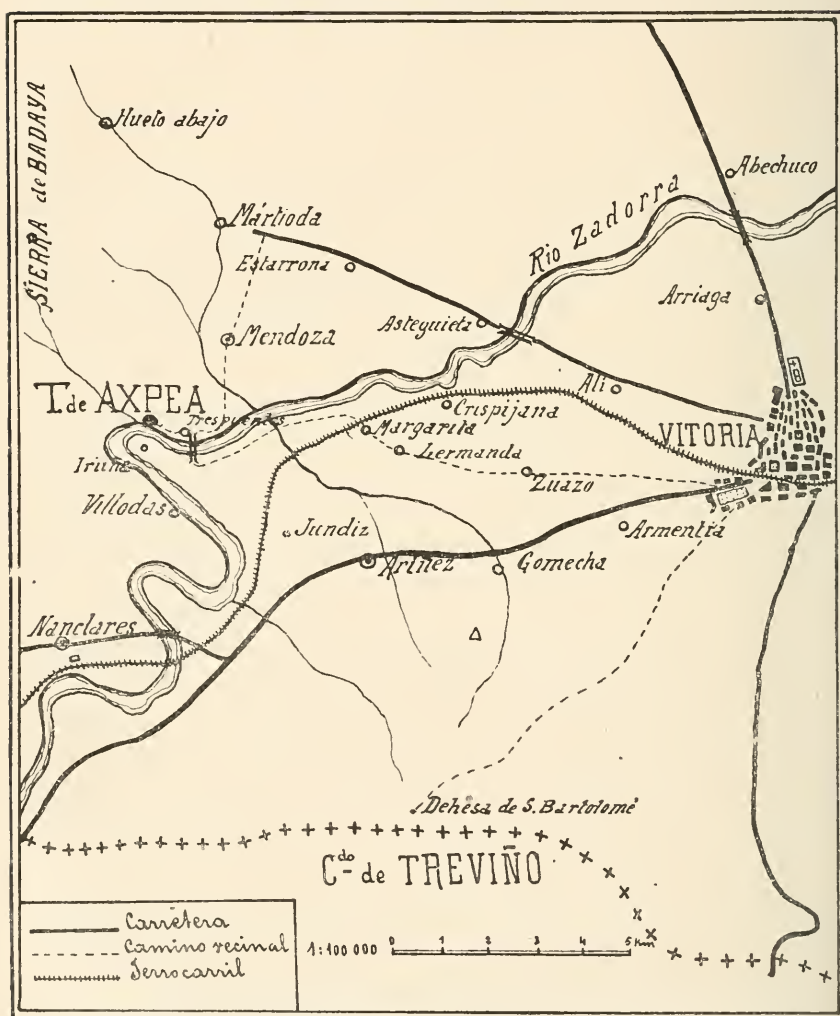 SIERRA de BADAYA
Hueto abajo
Abechuco
Mártioda
Rio Zadorra
Estarrona
Arriaga
Asteguieta
Mendoza
Ali
T. de AXPEA
Crispijana
Trespuentes
Margarita
VITORIA
Lermanda
Iruña
Zuazo
Villodas
Jundiz
Armentia
Ariñez
Gomecha
Nanclares
Dehesa de S. Bartolomé
Cdo de TREVIÑO
Carretera
Camino vecinal
Ferrocarril
1:100 000 0 1 2 3 4 5 Km